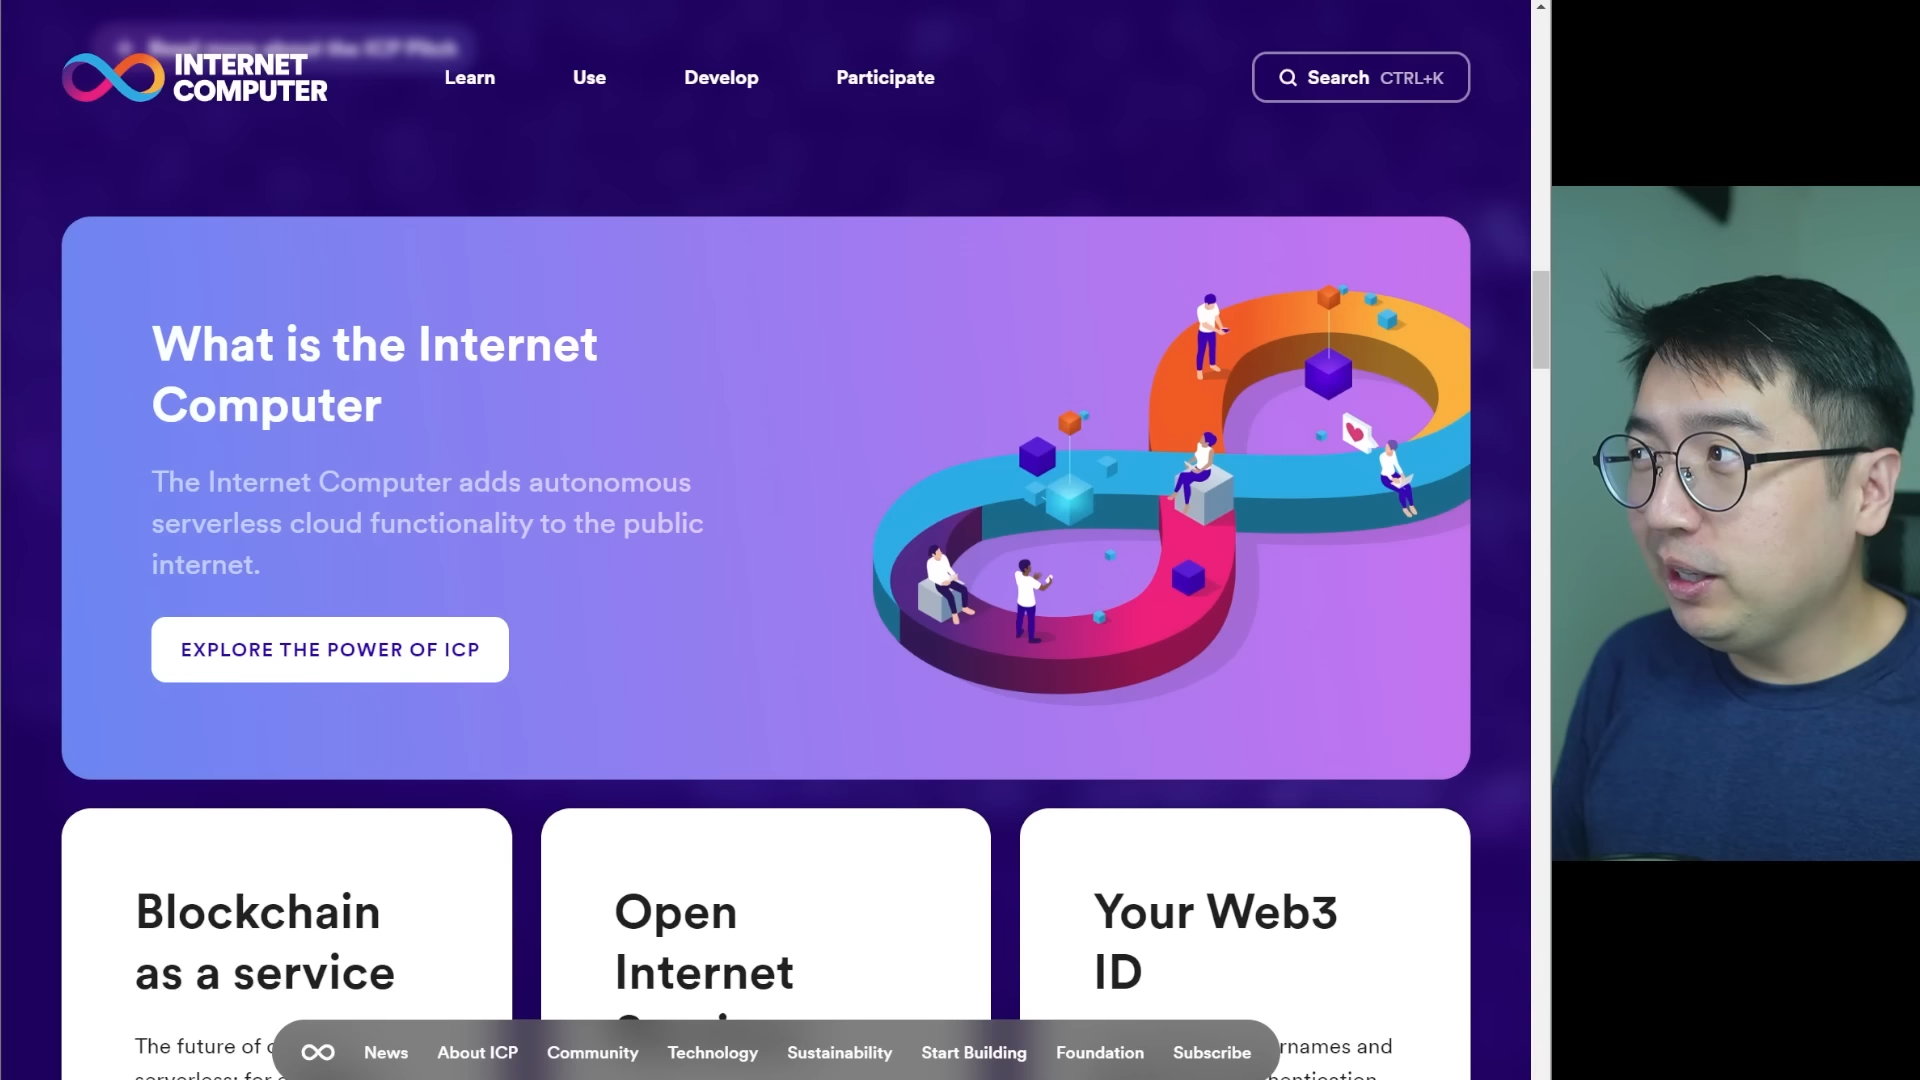 INTERNET
COMPUTER
Learn
Use
Develop
Participate
Search CTRL+K
What is the Internet
Computer
The Internet Computer adds autonomous
serverless cloud functionality to the public
internet.
EXPLORE THE POWER OF ICP
Blockchain
as a service
The future of
Open
Internet
Your Web3
ID
and
News
About ICP
Community
Technology
Sustainability
Start Building
Foundation
Subscribe